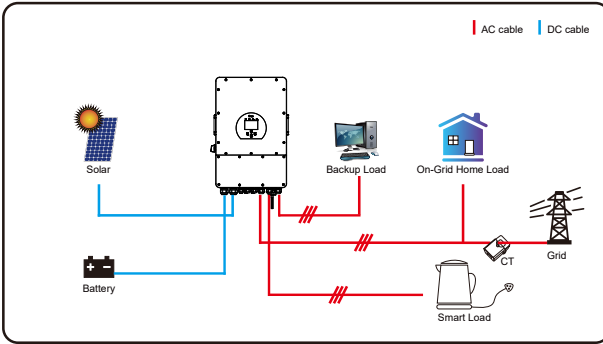 AC cable
DC cable
Solar
Backup Load
On-Grid Home Load
CT
Grid
Battery
Smart Load